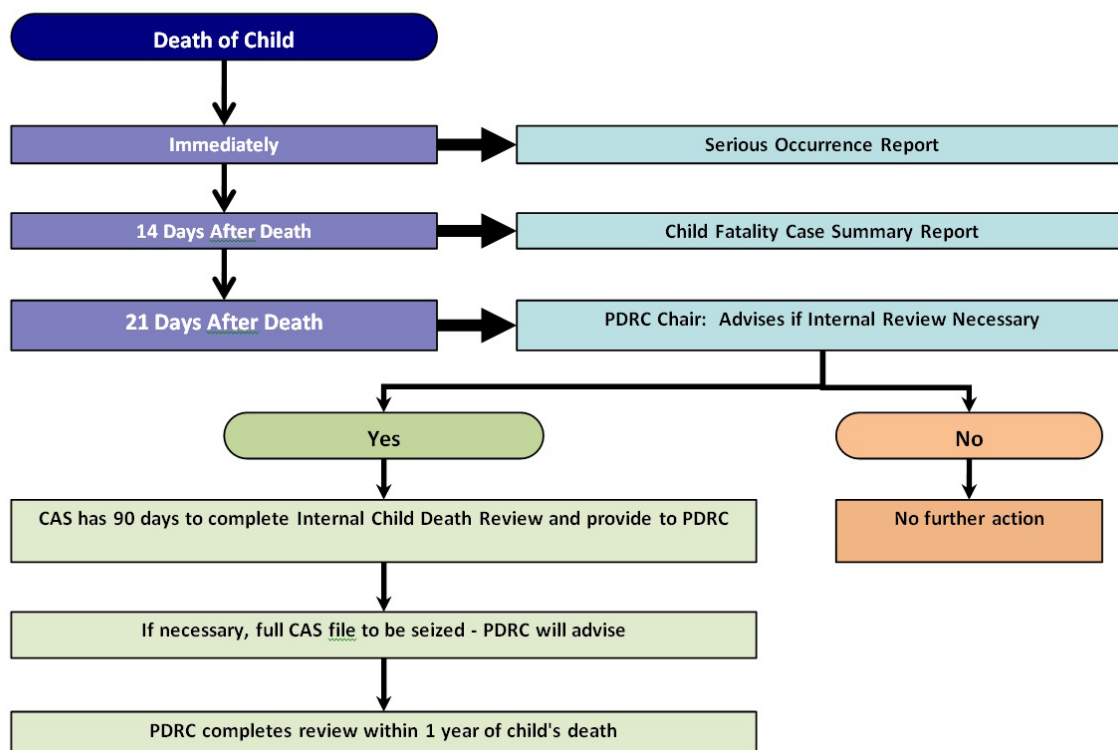 Death of Child
Immediately
Serious Occurrence Report
14 Days After Death
Child Fatality Case Summary Report
21 Days After Death
PDRC Chair: Advises if Internal Review Necessary
Yes
No
CAS has 90 days to complete Internal Child Death Review and provide to PDRC
No further action
If necessary, full CAS file to be seized - PDRC will advise
PDRC completes review within 1 year of child's death